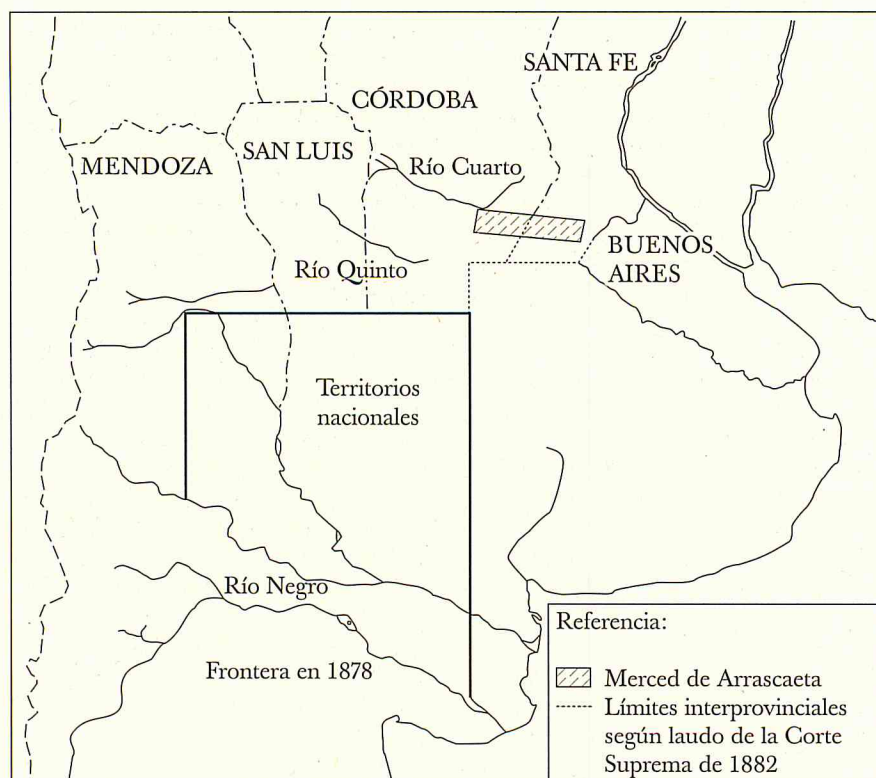 SANTA FE
CÓRDOBA
SAN LUIS
MENDOZA
Río Cuarto
BUENOS
AIRES
Río Quinto
Territorios
nacionales
Río Negro
Frontera en 1878
Referencia:
Merced de Arrascaeta
Límites interprovinciales
según laudo de la Corte
Suprema de 1882